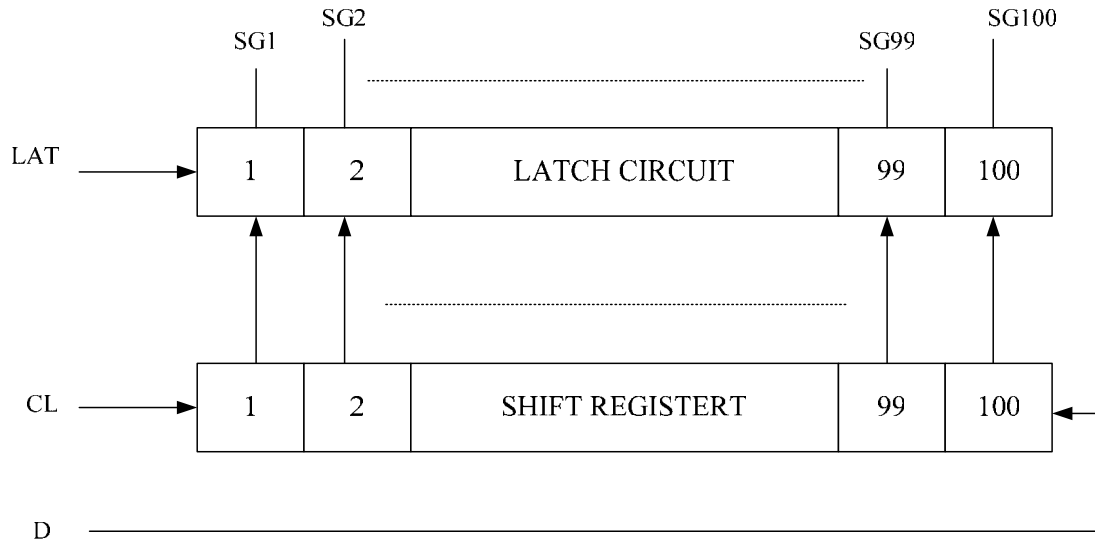 SG1 SG2 SG99 SG100
LAT 1 2 LATCH CIRCUIT 99 100
CL 1 2 SHIFT REGISTERT 99 100
D